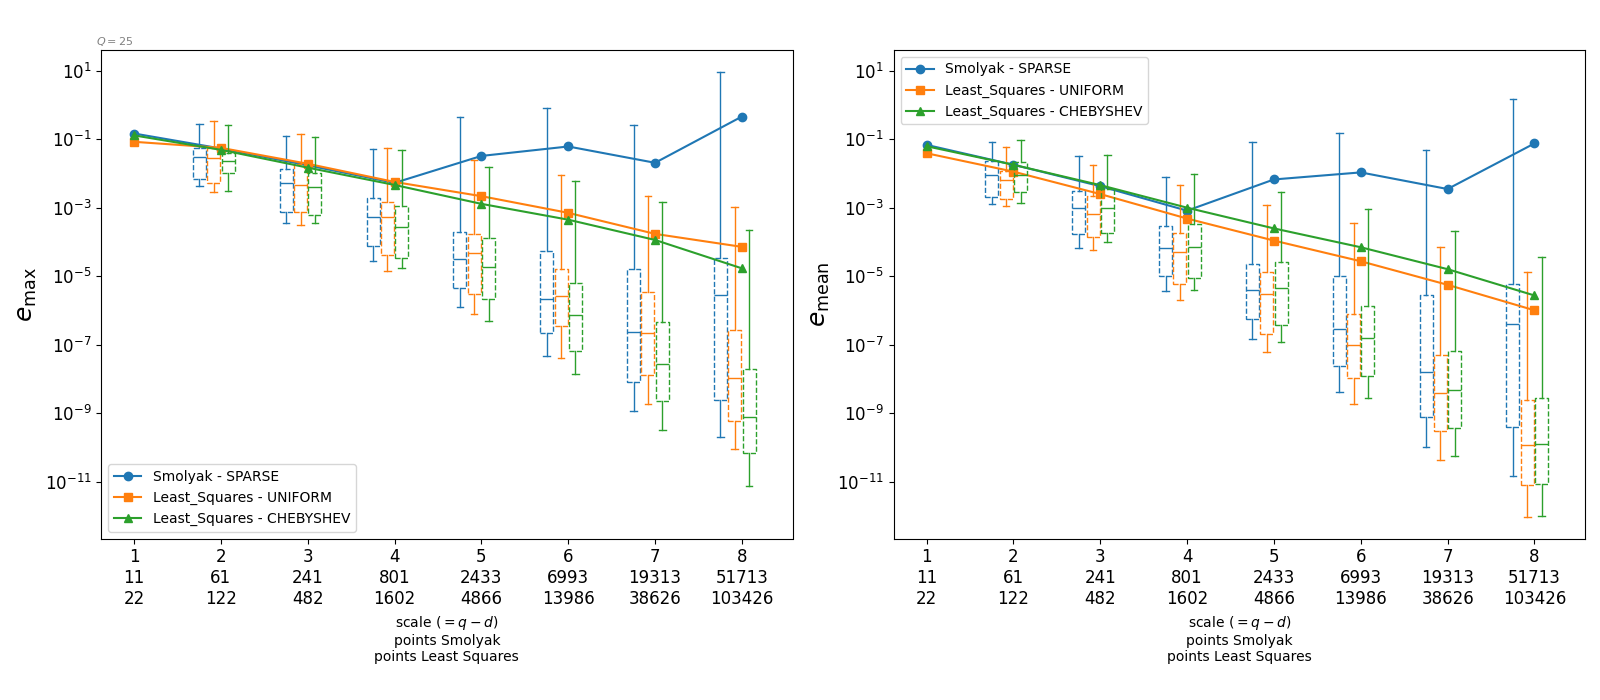 Q = 25
10¹
10⁻¹
10⁻³
10⁻⁵
10⁻⁷
10⁻⁹
10⁻¹¹
e_max
Smolyak - SPARSE
Least_Squares - UNIFORM
Least_Squares - CHEBYSHEV
1 2 3 4 5 6 7 8
11 61 241 801 2433 6993 19313 51713
22 122 482 1602 4866 13986 38626 103426
scale (= q − d)
points Smolyak
points Least Squares
10¹
10⁻¹
10⁻³
10⁻⁵
10⁻⁷
10⁻⁹
10⁻¹¹
e_mean
Smolyak - SPARSE
Least_Squares - UNIFORM
Least_Squares - CHEBYSHEV
1 2 3 4 5 6 7 8
11 61 241 801 2433 6993 19313 51713
22 122 482 1602 4866 13986 38626 103426
scale (= q − d)
points Smolyak
points Least Squares